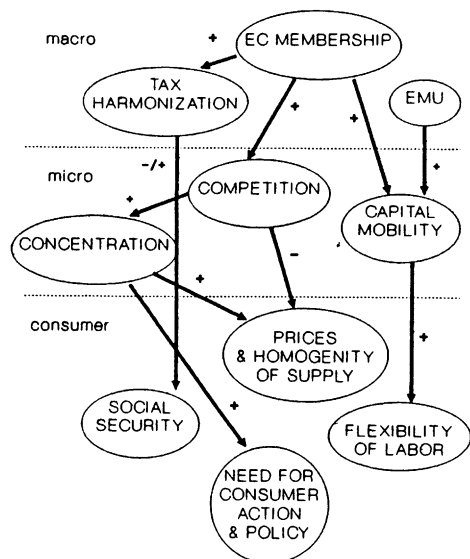 macro
+
EC MEMBERSHIP
TAX
HARMONIZATION
EMU
+
+
-/+
micro
+
COMPETITION
+
CAPITAL
MOBILITY
CONCENTRATION
-
+
consumer
PRICES
& HOMOGENITY
OF SUPPLY
+
SOCIAL
SECURITY
+
FLEXIBILITY
OF LABOR
NEED FOR
CONSUMER
ACTION
& POLICY